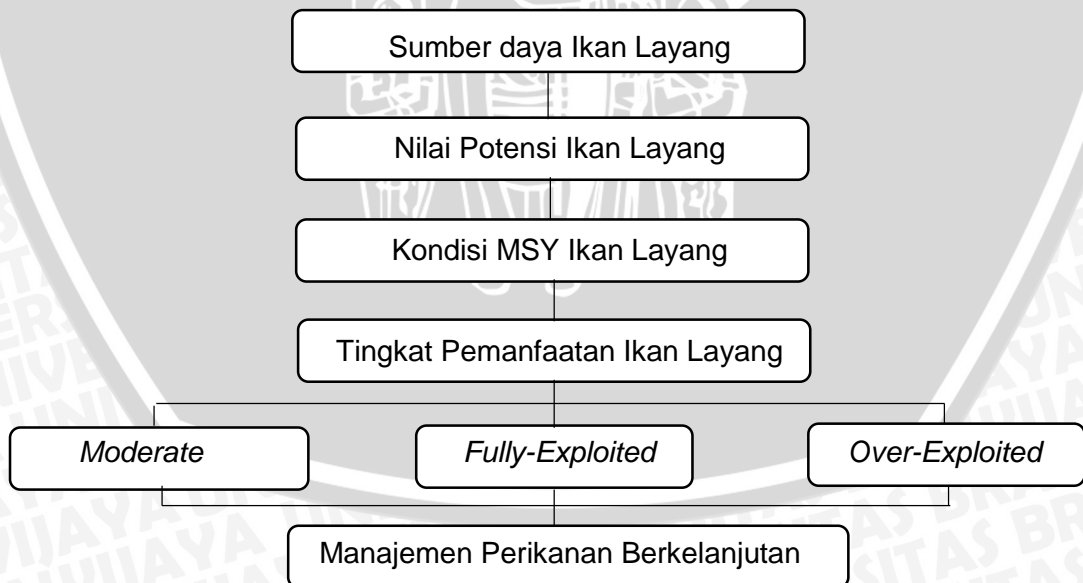 Sumber daya Ikan Layang
Nilai Potensi Ikan Layang
Kondisi MSY Ikan Layang
Tingkat Pemanfaatan Ikan Layang
Moderate
Fully-Exploited
Over-Exploited
Manajemen Perikanan Berkelanjutan